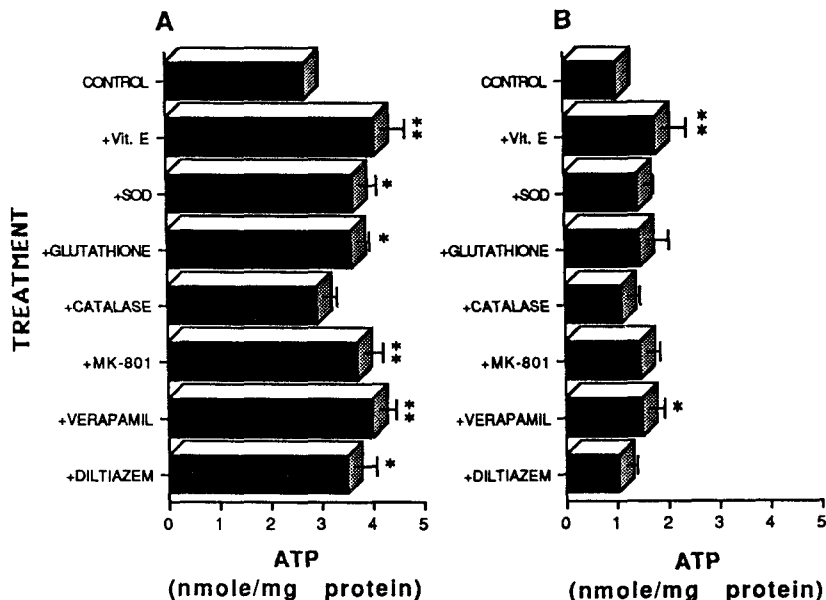 A
TREATMENT
CONTROL
+Vit. E
**
+SOD
*
+GLUTATHIONE
*
+CATALASE
+MK-801
**
+VERAPAMIL
**
+DILTIAZEM
*
0 1 2 3 4 5
ATP
(nmole/mg protein)
B
CONTROL
+Vit. E
**
+SOD
+GLUTATHIONE
+CATALASE
+MK-801
+VERAPAMIL
*
+DILTIAZEM
0 1 2 3 4 5
ATP
(nmole/mg protein)